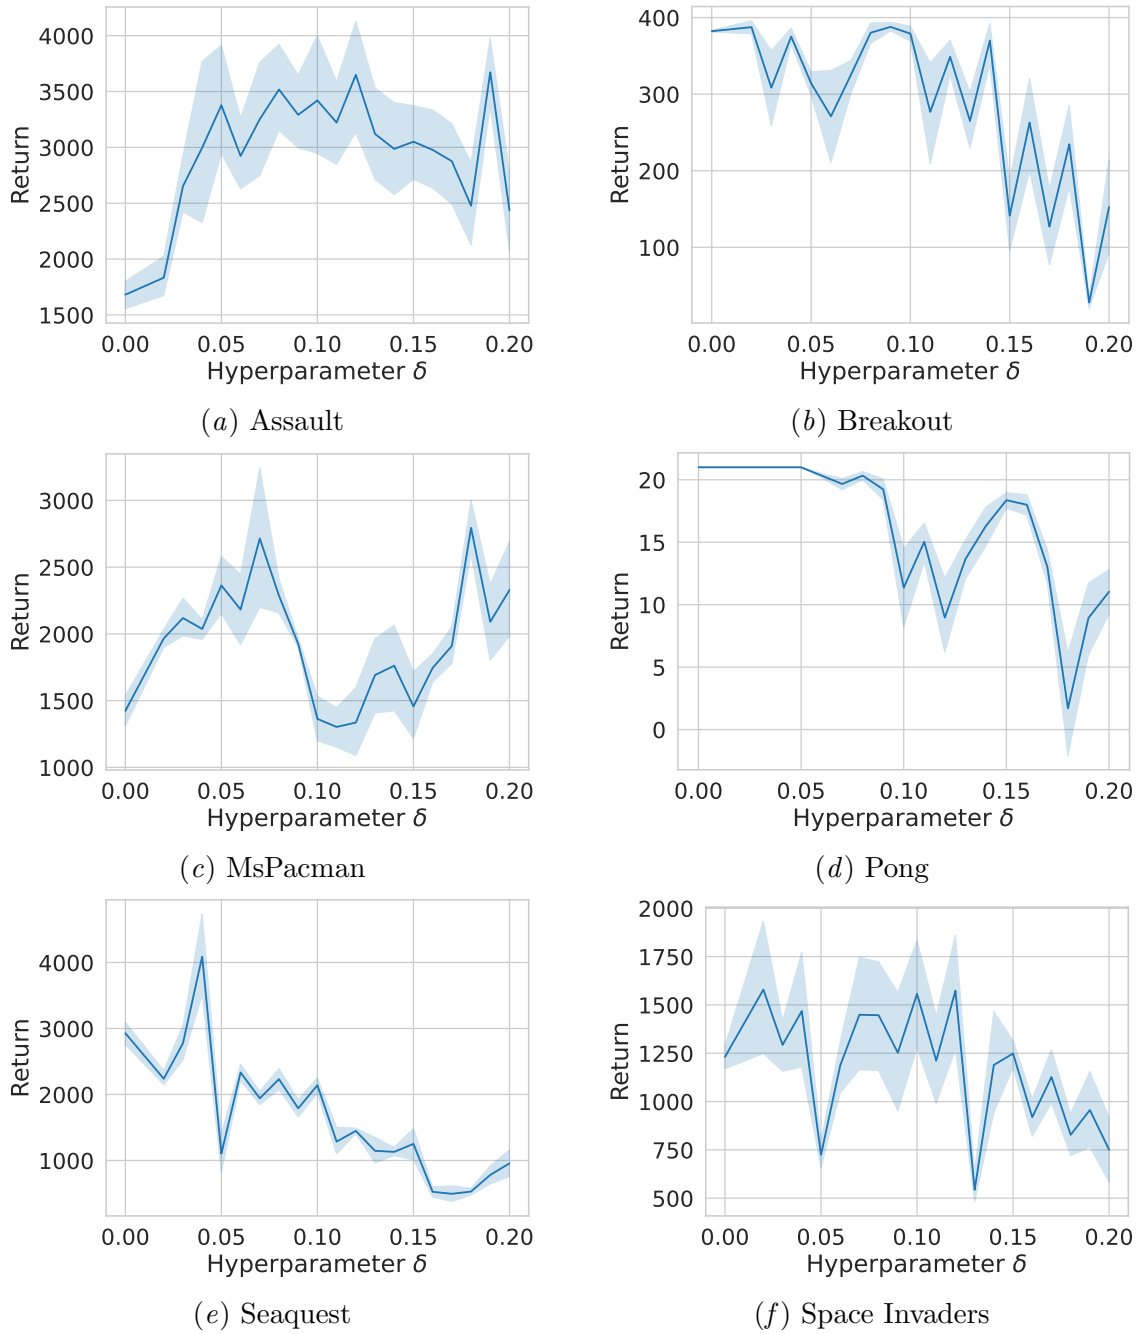 4000
3500
3000
2500
2000
1500
Return
0.00 0.05 0.10 0.15 0.20
Hyperparameter δ
(a) Assault
400
300
200
100
Return
0.00 0.05 0.10 0.15 0.20
Hyperparameter δ
(b) Breakout
3000
2500
2000
1500
1000
Return
0.00 0.05 0.10 0.15 0.20
Hyperparameter δ
(c) MsPacman
20
15
10
5
0
Return
0.00 0.05 0.10 0.15 0.20
Hyperparameter δ
(d) Pong
4000
3000
2000
1000
Return
0.00 0.05 0.10 0.15 0.20
Hyperparameter δ
(e) Seaquest
2000
1750
1500
1250
1000
750
500
Return
0.00 0.05 0.10 0.15 0.20
Hyperparameter δ
(f) Space Invaders